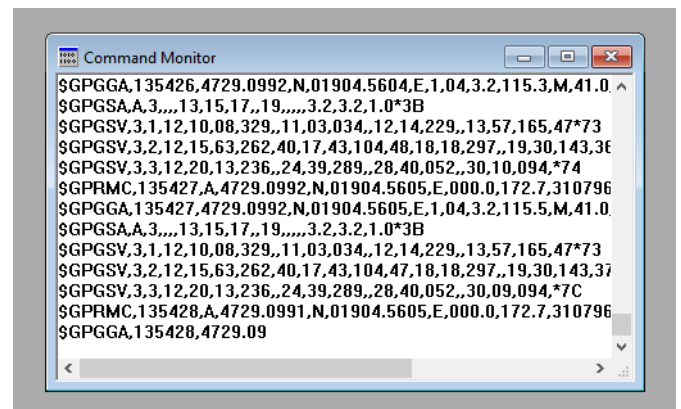 Command Monitor
$GPGGA,135426,4729.0992,N,01904.5604,E,1,04,3.2,115.3,M,41.0,
$GPGSA,A,3,,,,13,15,17,,19,,,,,3.2,3.2,1.0*3B
$GPGSV,3,1,12,10,08,329,,11,03,034,,12,14,229,,13,57,165,47*73
$GPGSV,3,2,12,15,63,262,40,17,43,104,48,18,18,297,,19,30,143,36
$GPGSV,3,3,12,20,13,236,,24,39,289,,28,40,052,,30,10,094,*74
$GPRMC,135427,A,4729.0992,N,01904.5605,E,000.0,172.7,310796
$GPGGA,135427,4729.0992,N,01904.5605,E,1,04,3.2,115.5,M,41.0,
$GPGSA,A,3,,,,13,15,17,,19,,,,,3.2,3.2,1.0*3B
$GPGSV,3,1,12,10,08,329,,11,03,034,,12,14,229,,13,57,165,47*73
$GPGSV,3,2,12,15,63,262,40,17,43,104,47,18,18,297,,19,30,143,37
$GPGSV,3,3,12,20,13,236,,24,39,289,,28,40,052,,30,09,094,*7C
$GPRMC,135428,A,4729.0991,N,01904.5605,E,000.0,172.7,310796
$GPGGA,135428,4729.09